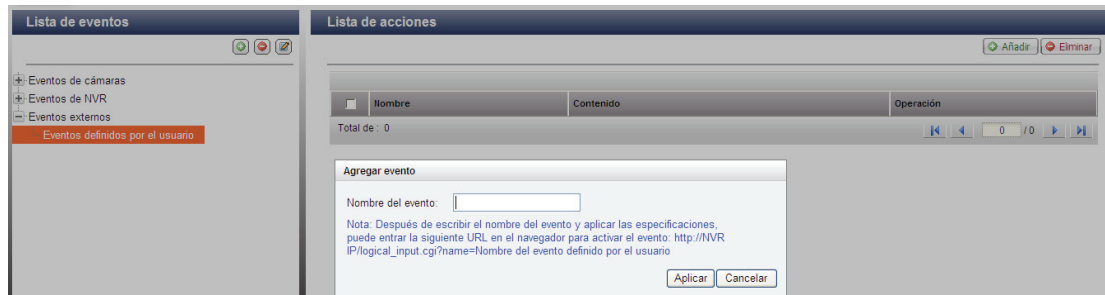 Lista de eventos
Eventos de cámaras
Eventos de NVR
Eventos externos
Eventos definidos por el usuario
Lista de acciones
Añadir Eliminar
Nombre Contenido Operación
Total de : 0
0 / 0
Agregar evento
Nombre del evento:
Nota: Después de escribir el nombre del evento y aplicar las especificaciones,
puede entrar la siguiente URL en el navegador para activar el evento: http://NVR
IP/logical_input.cgi?name=Nombre del evento definido por el usuario
Aplicar Cancelar